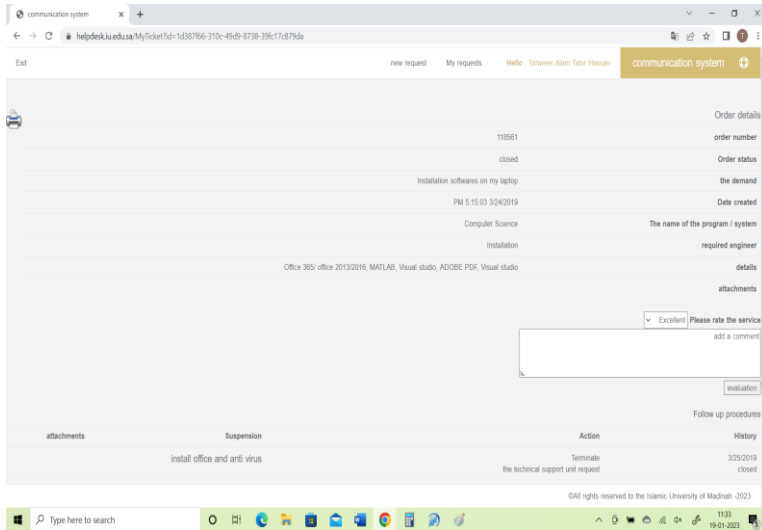 communication system
helpdesk.iu.edu.sa/MyTicket?id=1d387f66-310c-49d9-8738-39fc17c879da
T
Exit
new request
My requests
Hello , Tanweer Alam Tahir Hassan
communication system
Order details
118561 order number
closed Order status
Installation softwares on my laptop the demand
PM 5:15:03 3/24/2019 Date created
Computer Science The name of the program / system
Installation required engineer
Office 365/ office 2013/2016, MATLAB, Visual studio, ADOBE PDF, Visual studio details
attachments
Excellent Please rate the service
add a comment
evaluation
Follow up procedures
attachments Suspension Action History
install office and anti virus Terminate 3/25/2019
the technical support unit request closed
©All rights reserved to the Islamic University of Madinah -2023
Type here to search
11:33
19-01-2023